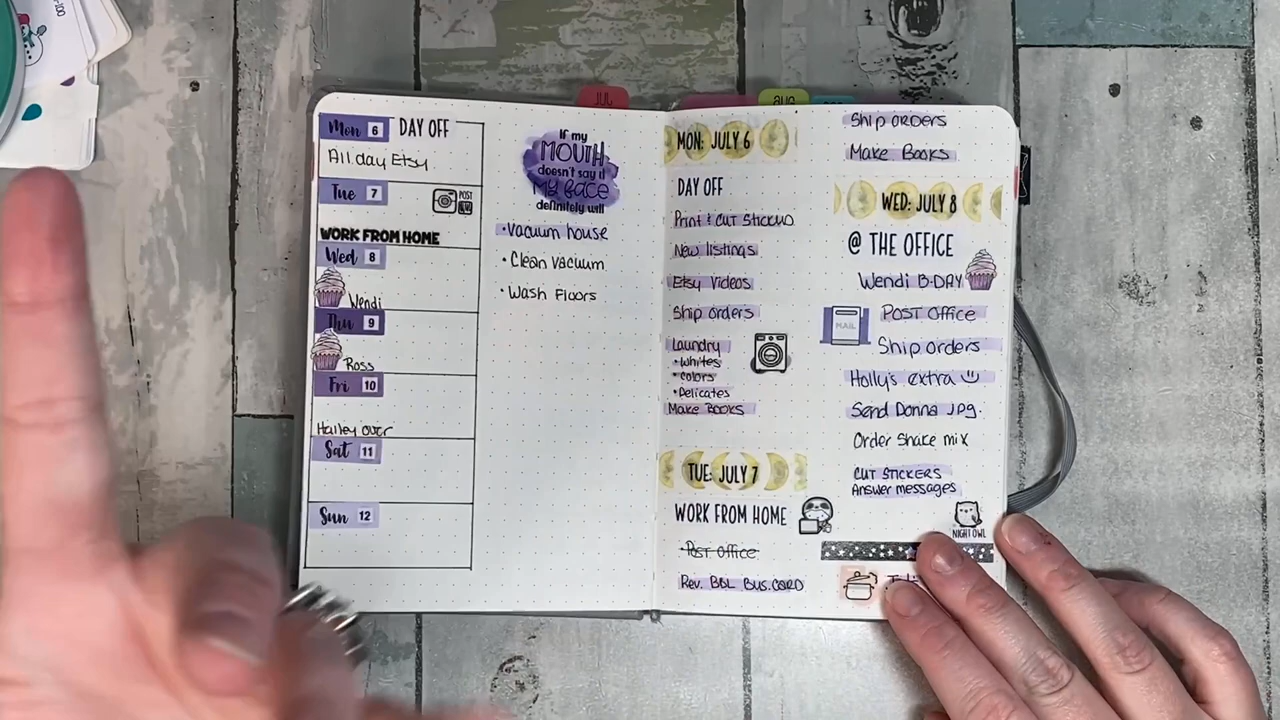 JUL
AUG
Mon 6 DAY OFF
All day Etsy
Tue 7
POST
WORK FROM HOME
Wed 8
Wendi
Thu 9
Ross
Fri 10
Halley over
Sat 11
Sun 12
If my
MOUTH
doesn't say it
MY face
definitely will
•Vacuum house
•Clean vacuum
•Wash Floors
MON: JULY 6
DAY OFF
Print & CUT STICKERS
New listings
Etsy Videos
Ship orders
Laundry
•Whites
•Colors
•Delicates
Make Books
TUE: JULY 7
WORK FROM HOME
•Post Office
Rev. BBL BUS.CARD
Ship orders
Make Books
WED: JULY 8
@ THE OFFICE
Wendi B-DAY
MAIL
POST Office
Ship orders
Holly's extra
Send Donna jpg.
Order Shake mix
CUT STICKERS
Answer messages
NIGHT OWL